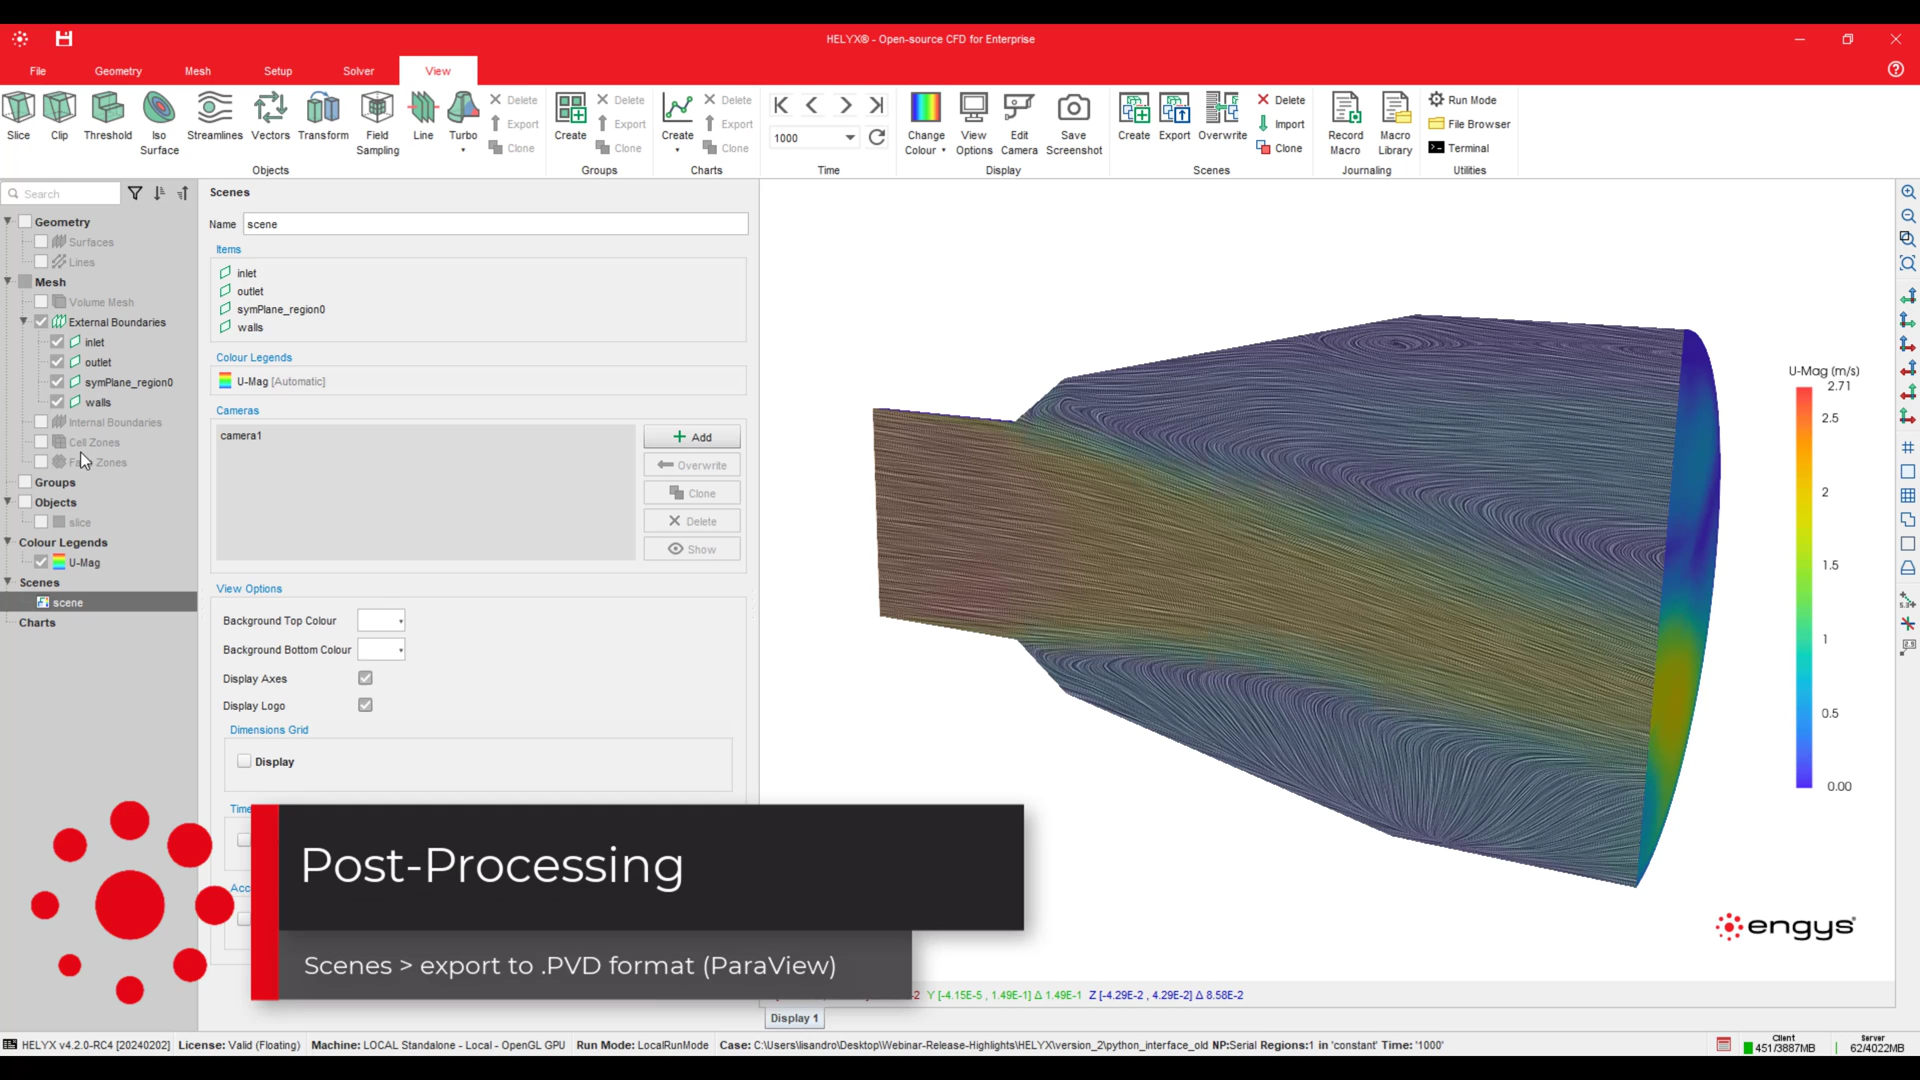 HELYX® - Open-source CFD for Enterprise
File Geometry Mesh Setup Solver View
Slice Clip Threshold Iso Surface Streamlines Vectors Transform Field Sampling Line Turbo
Delete
Export
Clone
Objects
Create
Delete
Export
Clone
Groups
Create
Delete
Export
Clone
Charts
1000
Time
Change Colour View Options Edit Camera Save Screenshot
Display
Create Export Overwrite
Delete
Import
Clone
Scenes
Record Macro Macro Library
Journaling
Run Mode
File Browser
Terminal
Utilities
Search
Geometry
Surfaces
Lines
Mesh
Volume Mesh
External Boundaries
inlet
outlet
symPlane_region0
walls
Internal Boundaries
Cell Zones
Zones
Groups
Objects
slice
Colour Legends
U-Mag
Scenes
scene
Charts
Scenes
Name scene
Items
inlet
outlet
symPlane_region0
walls
Colour Legends
U-Mag [Automatic]
Cameras
camera1
Add
Overwrite
Clone
Delete
Show
View Options
Background Top Colour
Background Bottom Colour
Display Axes
Display Logo
Dimensions Grid
Display
Time
Acc
U-Mag (m/s)
2.71
2.5
2
1.5
1
0.5
0.00
engys®
Post-Processing
Scenes > export to .PVD format (ParaView)
-2 Y [-4.15E-5 , 1.49E-1] Δ 1.49E-1 Z [-4.29E-2 , 4.29E-2] Δ 8.58E-2
Display 1
HELYX v4.2.0-RC4 [20240202] License: Valid (Floating) Machine: LOCAL Standalone - Local - OpenGL GPU Run Mode: LocalRunMode Case: C:\Users\lisandro\Desktop\Webinar-Release-Highlights\HELYX\version_2\python_interface_old NP:Serial Regions:1 in 'constant' Time: '1000'
Client
451/3887MB
Server
62/4022MB